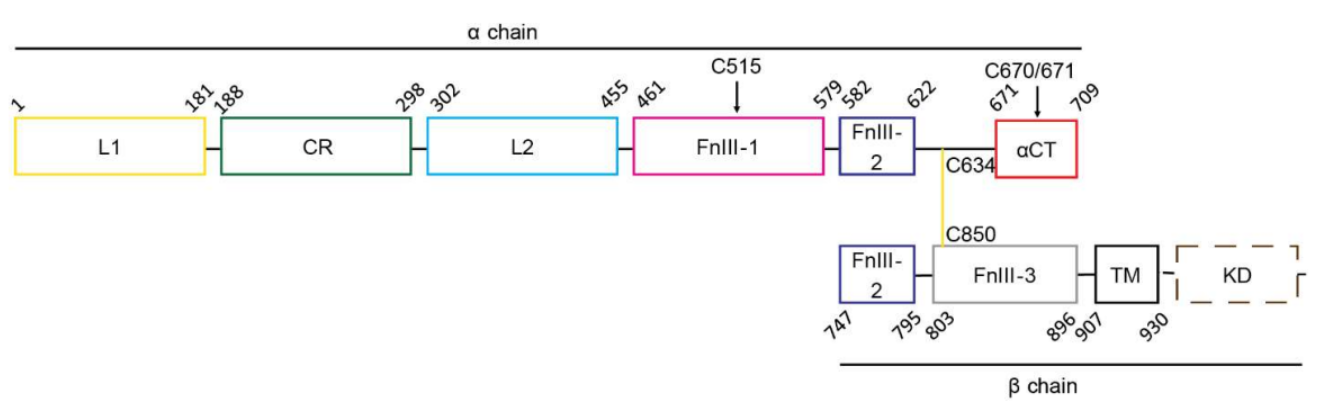 α chain
C515
C670/671
1
181
188
298
302
455
461
579
582
622
671
709
L1
CR
L2
FnIII-1
FnIII-
2
αCT
C634
C850
FnIII-
2
FnIII-3
TM
KD
747
795
803
896
907
930
β chain